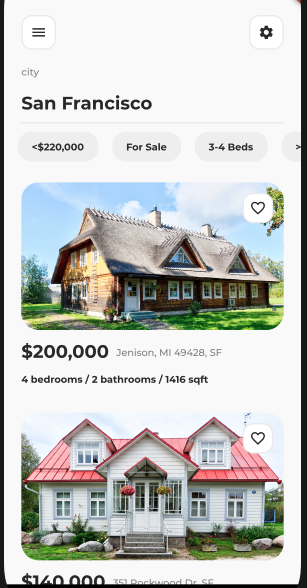 city
San Francisco
<$220,000
For Sale
3-4 Beds
>
$200,000 Jenison, MI 49428, SF
4 bedrooms / 2 bathrooms / 1416 sqft
$140,000 351 Rockwood Dr, SF